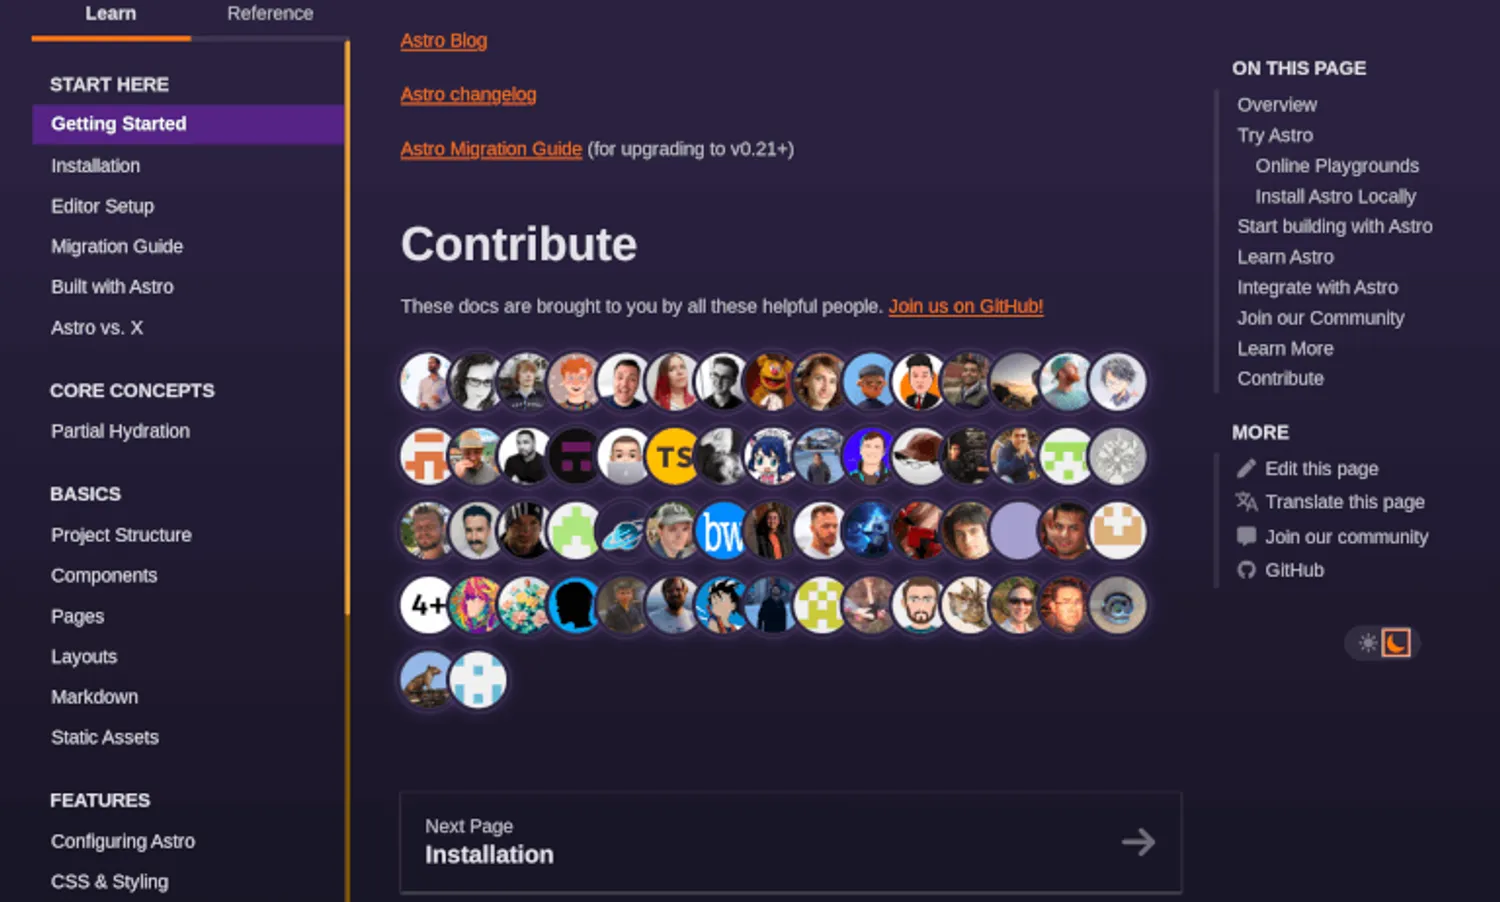 Learn
Reference
START HERE
Getting Started
Installation
Editor Setup
Migration Guide
Built with Astro
Astro vs. X
CORE CONCEPTS
Partial Hydration
BASICS
Project Structure
Components
Pages
Layouts
Markdown
Static Assets
FEATURES
Configuring Astro
CSS & Styling
Astro Blog
Astro changelog
Astro Migration Guide (for upgrading to v0.21+)
Contribute
These docs are brought to you by all these helpful people. Join us on GitHub!
TS
bw
4+
Next Page
Installation
ON THIS PAGE
Overview
Try Astro
Online Playgrounds
Install Astro Locally
Start building with Astro
Learn Astro
Integrate with Astro
Join our Community
Learn More
Contribute
MORE
Edit this page
Translate this page
Join our community
GitHub